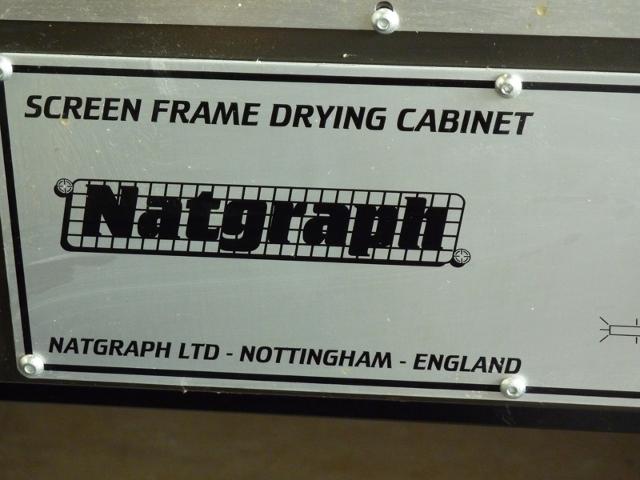 SCREEN FRAME DRYING CABINET
Natgraph
NATGRAPH LTD - NOTTINGHAM - ENGLAND